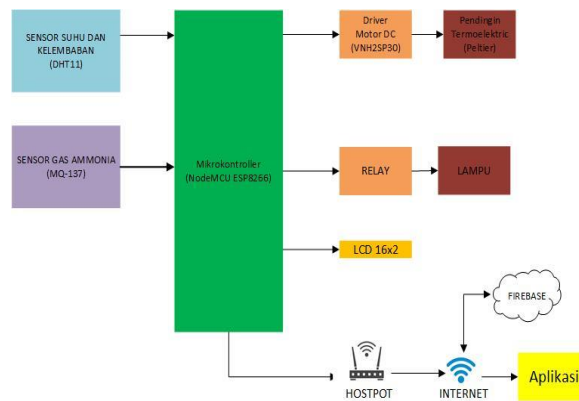 SENSOR SUHU DAN
KELEMBABAN
(DHT11)
SENSOR GAS AMMONIA
(MQ-137)
Mikrokontroller
(NodeMCU ESP8266)
Driver
Motor DC
(VNH2SP30)
Pendingin
Termoelektric
(Peltier)
RELAY
LAMPU
LCD 16x2
FIREBASE
HOSTPOT
INTERNET
Aplikasi